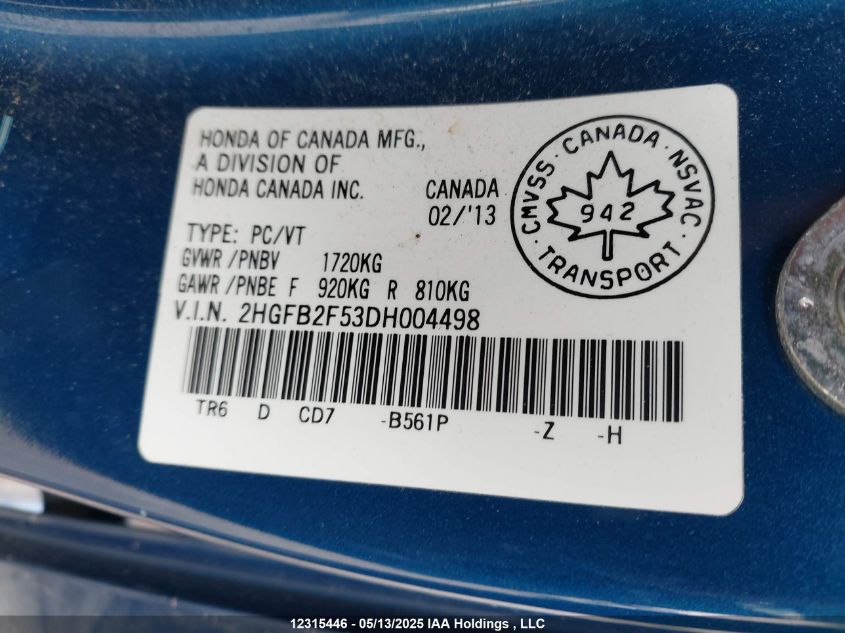 HONDA OF CANADA MFG.,
A DIVISION OF
HONDA CANADA INC. CANADA
02/'13
TYPE: PC/VT
GVWR /PNBV 1720KG
GAWR /PNBE F 920KG R 810KG
V.I.N. 2HGFB2F53DH004498
TR6 D CD7 -B561P -Z -H
CMVSS · CANADA · NSVAC ·
942
TRANSPORT
12315446 - 05/13/2025 IAA Holdings , LLC